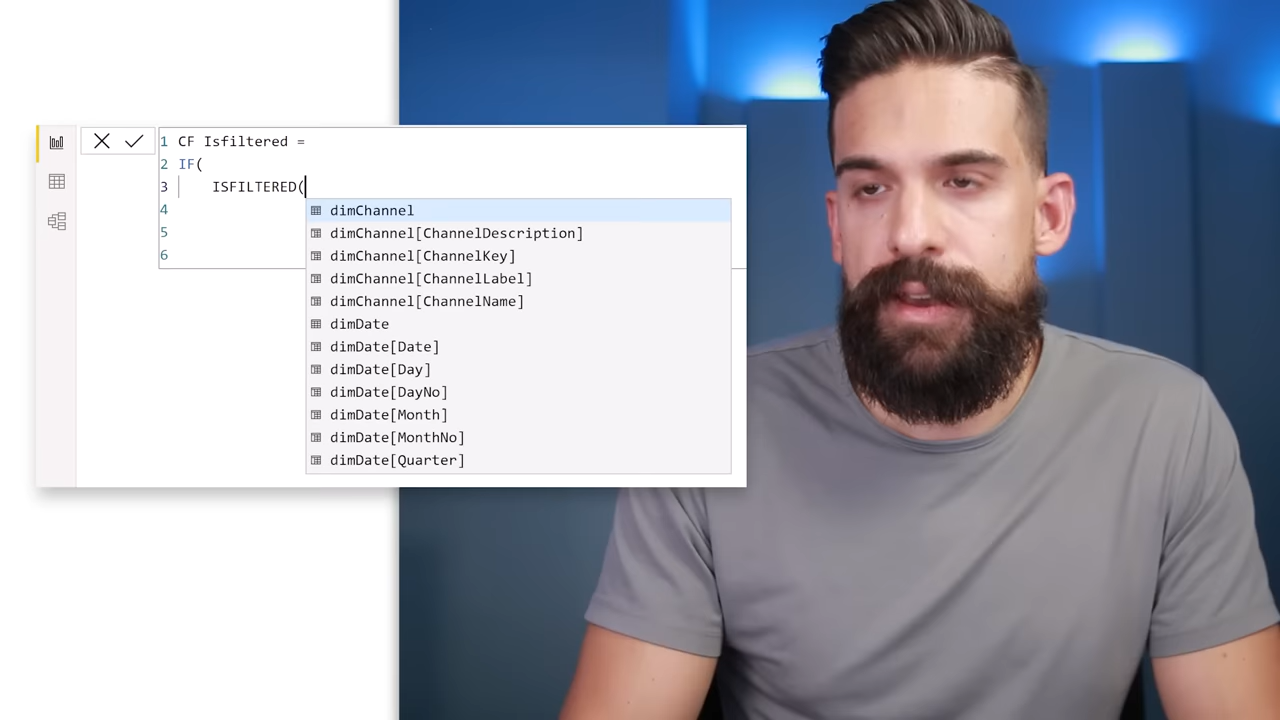 1 CF Isfiltered =
2 IF(
3 ISFILTERED(
4
5
6
dimChannel
dimChannel[ChannelDescription]
dimChannel[ChannelKey]
dimChannel[ChannelLabel]
dimChannel[ChannelName]
dimDate
dimDate[Date]
dimDate[Day]
dimDate[DayNo]
dimDate[Month]
dimDate[MonthNo]
dimDate[Quarter]